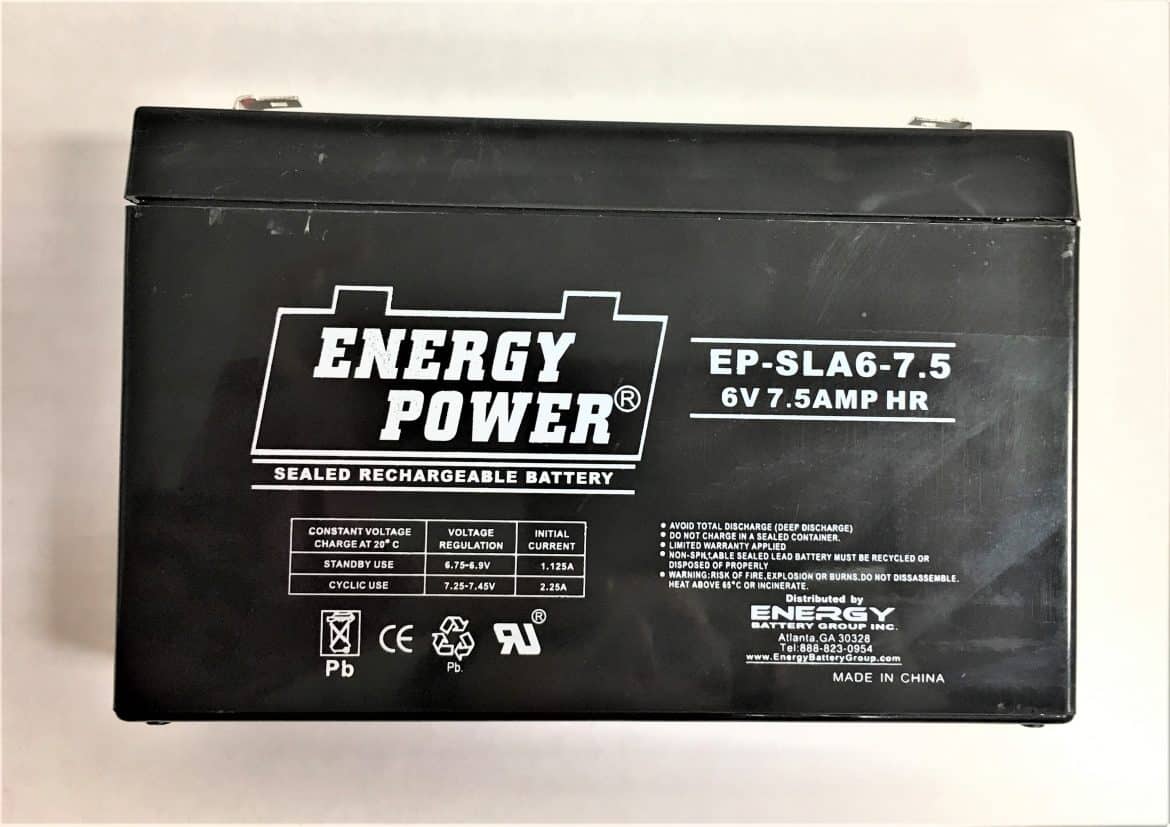 ENERGY
POWER®
SEALED RECHARGEABLE BATTERY
EP-SLA6-7.5
6V 7.5AMP HR
CONSTANT VOLTAGE CHARGE AT 20°C VOLTAGE REGULATION INITIAL CURRENT
STANDBY USE 6.75-6.9V 1.125A
CYCLIC USE 7.25-7.45V 2.25A
Pb
CE
Pb.
RU®
• AVOID TOTAL DISCHARGE (DEEP DISCHARGE)
• DO NOT CHARGE IN A SEALED CONTAINER.
• LIMITED WARRANTY APPLIED
• NON-SPILLABLE SEALED LEAD BATTERY MUST BE RECYCLED OR
DISPOSED OF PROPERLY
• WARNING:RISK OF FIRE,EXPLOSION OR BURNS.DO NOT DISSASSEMBLE.
HEAT ABOVE 65°C OR INCINERATE.
Distributed by
ENERGY
BATTERY GROUP INC.
Atlanta,GA 30328
Tel:888-823-0954
www.EnergyBatteryGroup.com
MADE IN CHINA